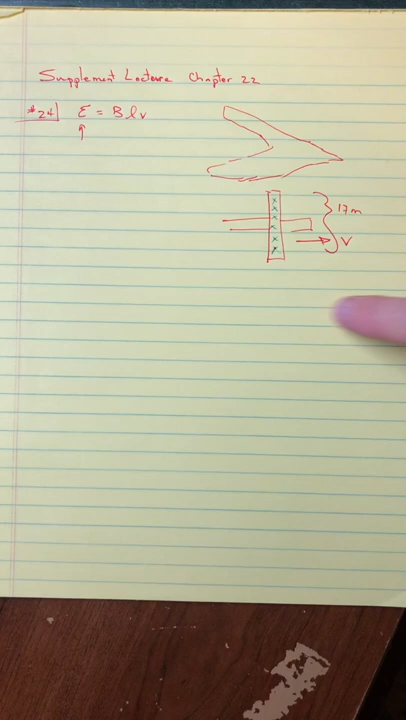 Supplement Lecture Chapter 22
#24| ℰ = Blv
17m
V